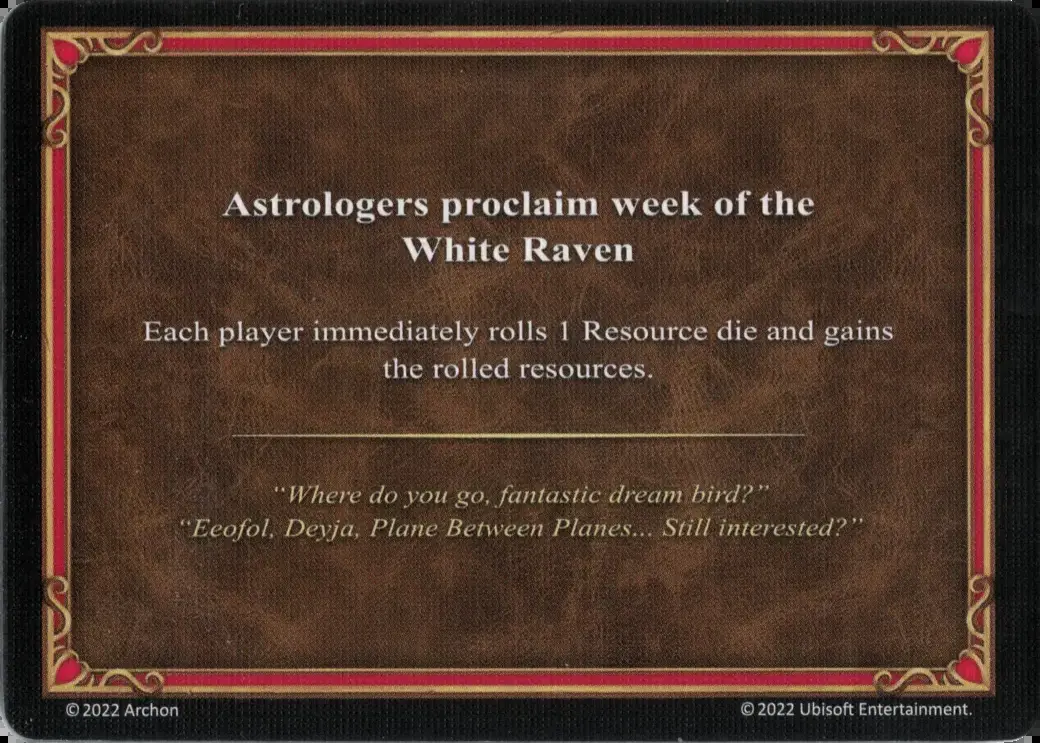 Astrologers proclaim week of the
White Raven
Each player immediately rolls 1 Resource die and gains
the rolled resources.
“Where do you go, fantastic dream bird?”
“Eeofol, Deyja, Plane Between Planes... Still interested?”
© 2022 Archon
© 2022 Ubisoft Entertainment.